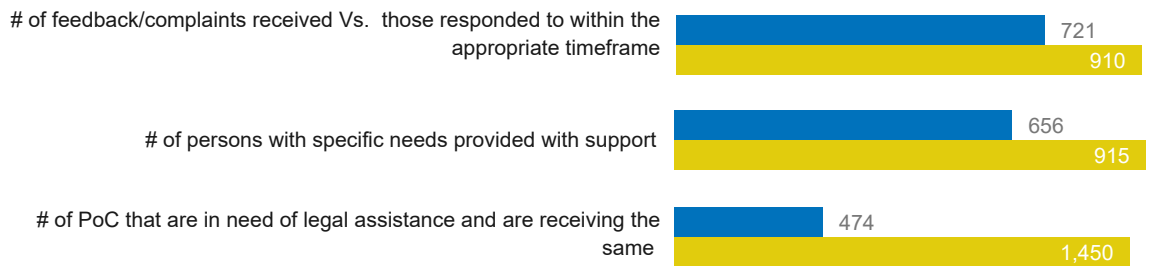 # of feedback/complaints received Vs.  those responded to within the
appropriate timeframe
721
910
# of persons with specific needs provided with support
656
915
# of PoC that are in need of legal assistance and are receiving the
same
474
1,450